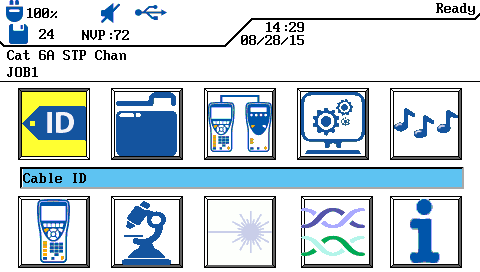 100%
Ready
24
NVP:72
14:29
08/28/15
Cat 6A STP Chan
JOB1
ID
Cable ID
i